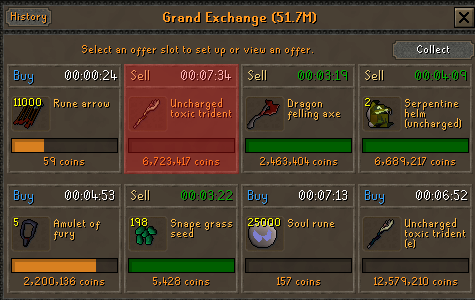 History
Grand Exchange (51.7M)
Select an offer slot to set up or view an offer.
Collect
Buy 00:00:24
11000
Rune arrow
59 coins
Sell 00:07:34
Uncharged
toxic trident
6,723,417 coins
Sell 00:03:19
Dragon
felling axe
2,463,404 coins
Sell 00:04:09
2
Serpentine
helm
(uncharged)
6,689,217 coins
Buy 00:04:53
5
Amulet of
fury
2,200,136 coins
Sell 00:03:22
198
Snape grass
seed
5,428 coins
Buy 00:07:13
25000
Soul rune
157 coins
Buy 00:06:52
Uncharged
toxic trident
(e)
12,579,210 coins